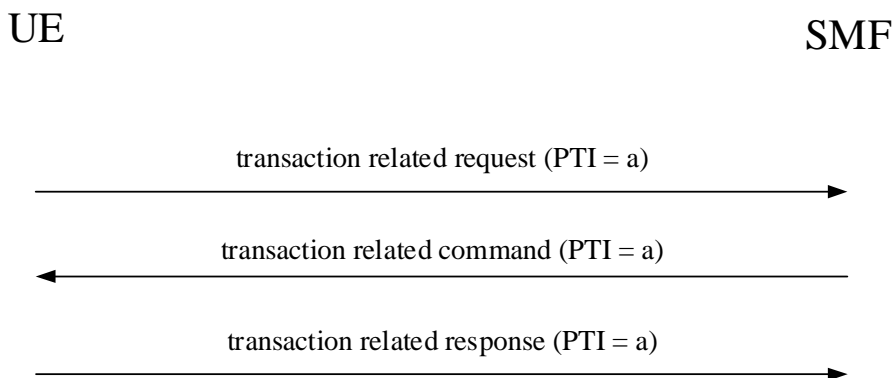 UE
SMF
transaction related request (PTI = a)
transaction related command (PTI = a)
transaction related response (PTI = a)